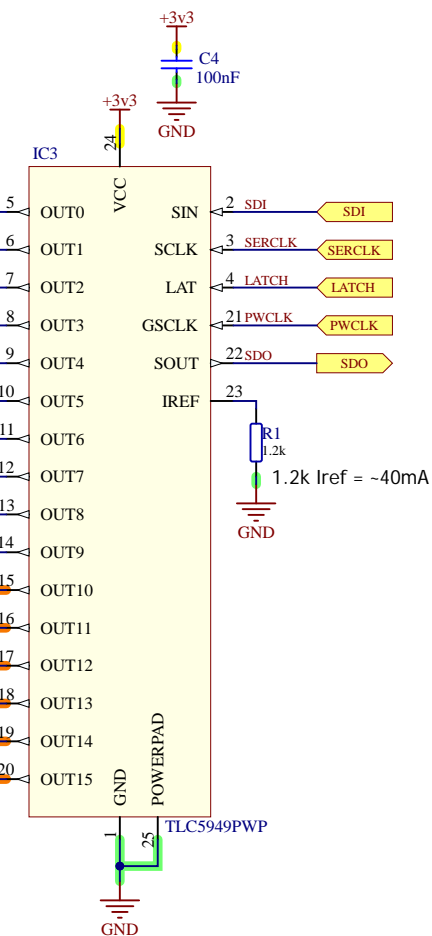 +3v3
C4
100nF
GND
+3v3
24
IC3
VCC
5 OUT0 SIN 2 SDI SDI
6 OUT1 SCLK 3 SERCLK SERCLK
7 OUT2 LAT 4 LATCH LATCH
8 OUT3 GSCLK 21 PWCLK PWCLK
9 OUT4 SOUT 22 SDO SDO
10 OUT5 IREF 23
11 OUT6
R1
1.2k
12 OUT7
1.2k Iref = ~40mA
13 OUT8
GND
14 OUT9
15 OUT10
16 OUT11
17 OUT12
18 OUT13
19 OUT14
20 OUT15
GND
POWERPAD
TLC5949PWP
1
25
GND